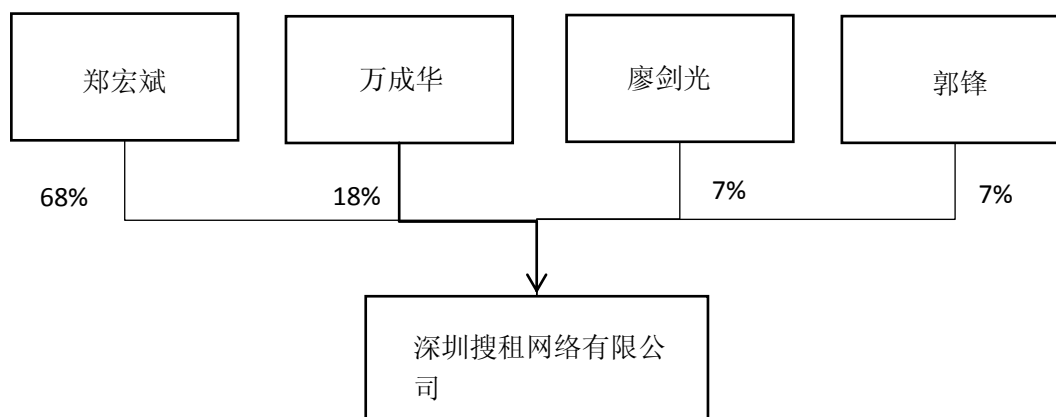 郑宏斌
万成华
廖剑光
郭锋
68%
18%
7%
7%
深圳搜租网络有限公
司